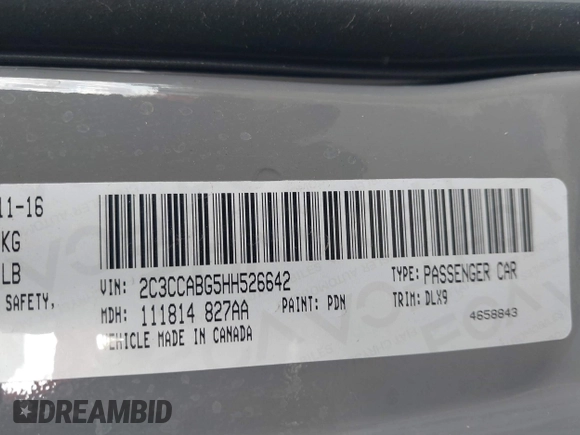 11-16
KG
LB
SAFETY,
VIN: 2C3CCABG5HH526642
TYPE: PASSENGER CAR
MDH: 111814 827AA
PAINT: PDN
TRIM: DLX9
VEHICLE MADE IN CANADA
4658843
DREAMBID